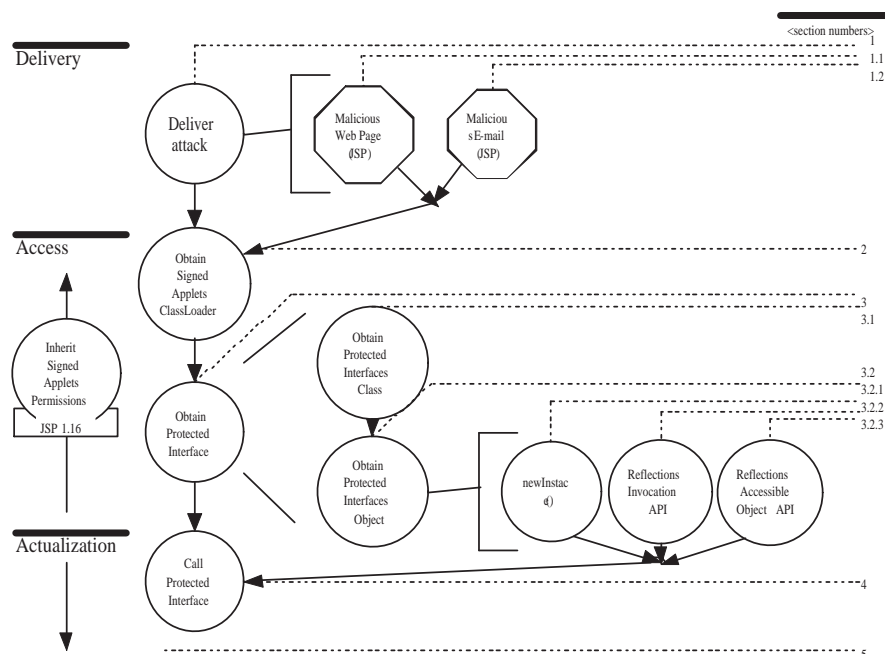 <section numbers>
1
1.1
1.2
Delivery
Deliver
attack
Malicious
Web Page
(JSP)
Maliciou
sE-mail
(JSP)
Access
2
Obtain
Signed
Applets
ClassLoader
3
3.1
Inherit
Signed
Applets
Permissions
JSP 1.16
Obtain
Protected
Interfaces
Class
3.2
3.2.1
3.2.2
3.2.3
Obtain
Protected
Interface
Obtain
Protected
Interfaces
Object
newInstac
e()
Reflections
Invocation
API
Reflections
Accessible
Object API
Actualization
Call
Protected
Interface
4
5